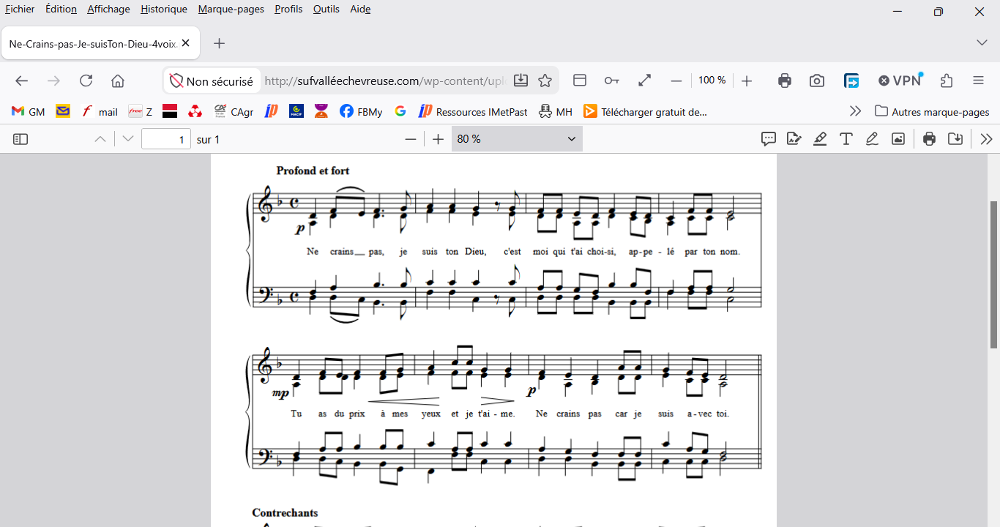 Fichier Édition Affichage Historique Marque-pages Profils Outils Aide
Ne-Crains-pas-Je-suisTon-Dieu-4voix.
Non sécurisé http://sufvalléechevreuse.com/wp-content/upl 100 % VPN
GM mail free Z CAgr MACIF FBMy Ressources IMetPast MH Télécharger gratuit de... Autres marque-pages
1 sur 1 80 %
Profond et fort
p
Ne crains pas, je suis ton Dieu, c'est moi qui t'ai choi-si, ap-pe - lé par ton nom.
mp p
Tu as du prix à mes yeux et je t'ai - me. Ne crains pas car je suis a-vec toi.
Contrechants